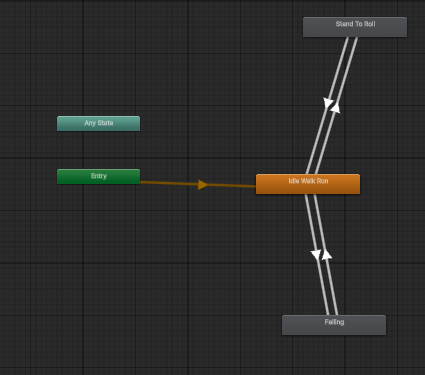 Stand To Roll
Any State
Entry
Idle Walk Run
Falling